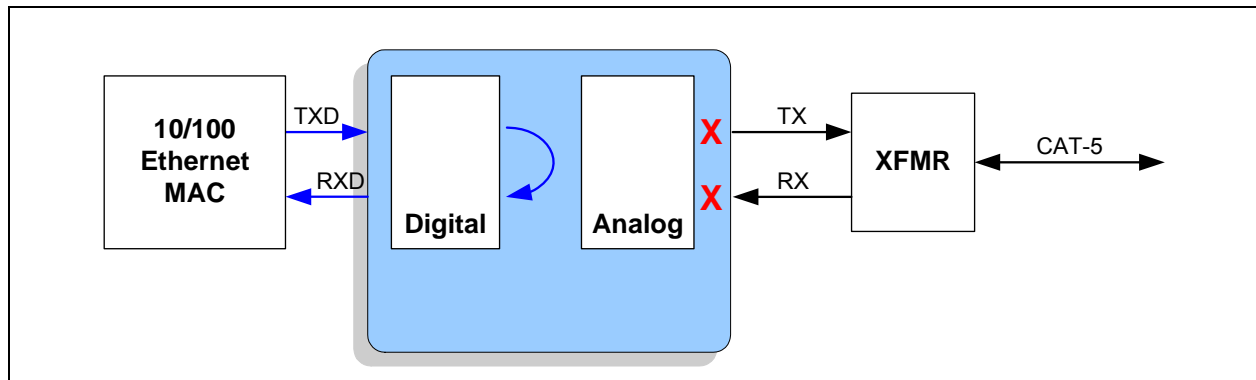 10/100
Ethernet
MAC
TXD
RXD
Digital
Analog
X
X
TX
RX
XFMR
CAT-5